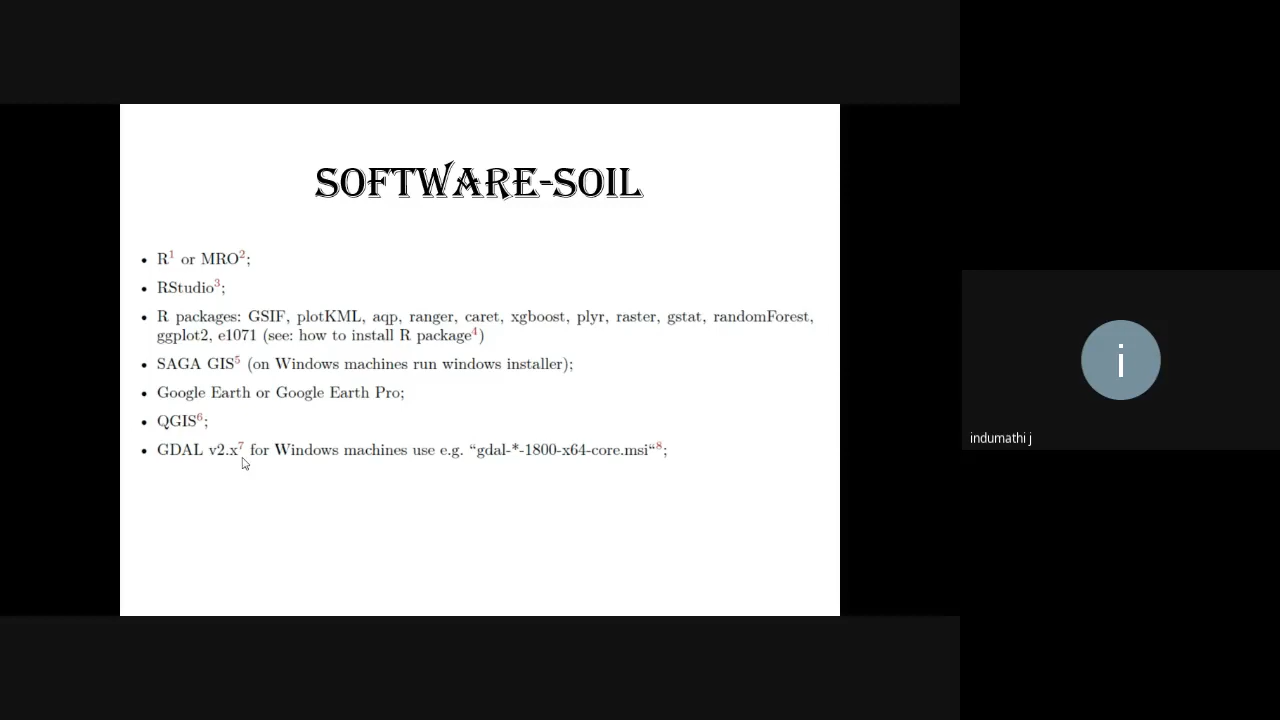 SOFTWARE-SOIL
• R¹ or MRO²;
• RStudio³;
• R packages: GSIF, plotKML, aqp, ranger, caret, xgboost, plyr, raster, gstat, randomForest,
ggplot2, e1071 (see: how to install R package⁴)
• SAGA GIS⁵ (on Windows machines run windows installer);
• Google Earth or Google Earth Pro;
• QGIS⁶;
• GDAL v2.x⁷ for Windows machines use e.g. “gdal-*-1800-x64-core.msi“⁸;
i
indumathi j